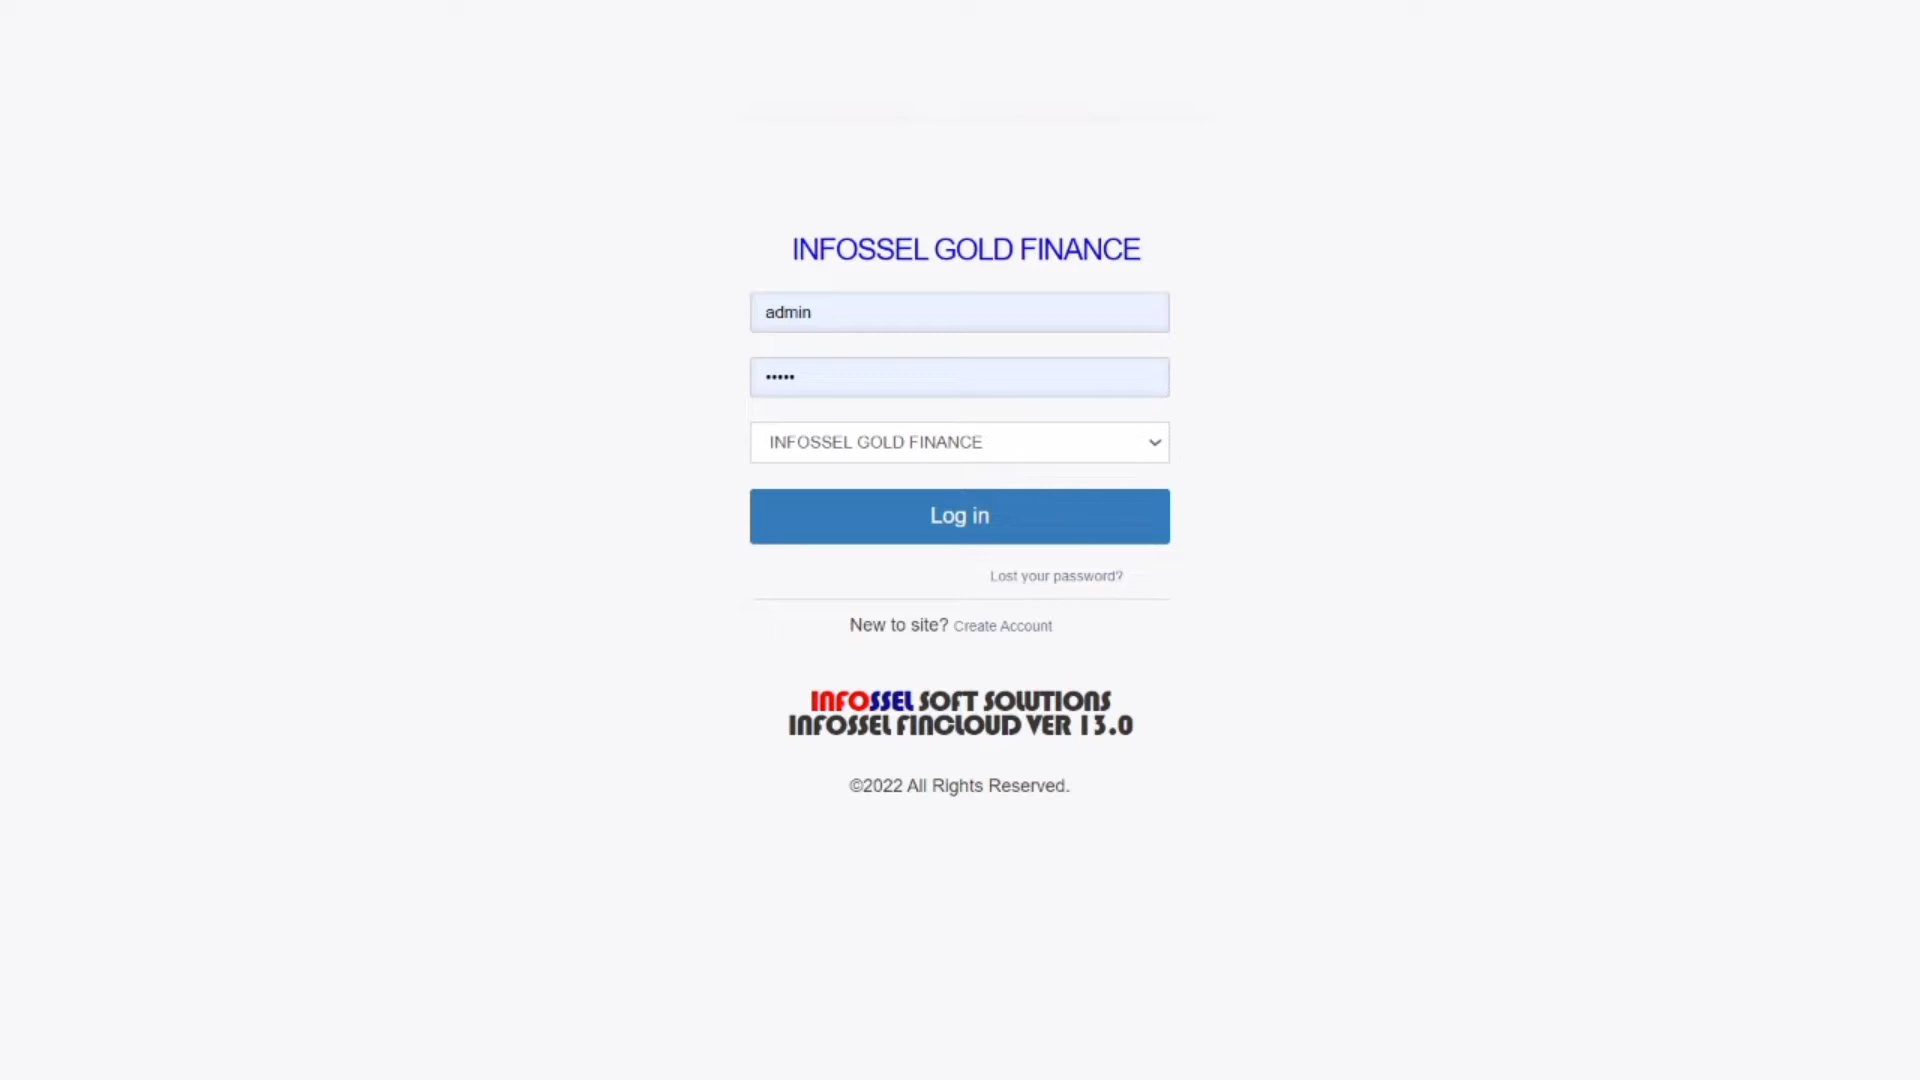 INFOSSEL GOLD FINANCE
admin
•••••
INFOSSEL GOLD FINANCE
Log in
Lost your password?
New to site? Create Account
INFOSSEL SOFT SOLUTIONS
INFOSSEL FINCLOUD VER 13.0
©2022 All Rights Reserved.